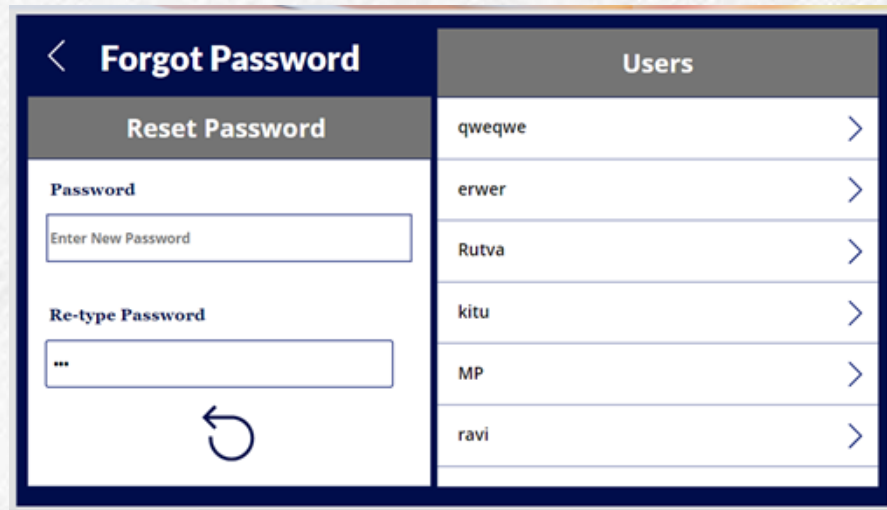 Forgot Password
Reset Password
Password
Enter New Password
Re-type Password
•••
Users
qweqwe
erwer
Rutva
kitu
MP
ravi